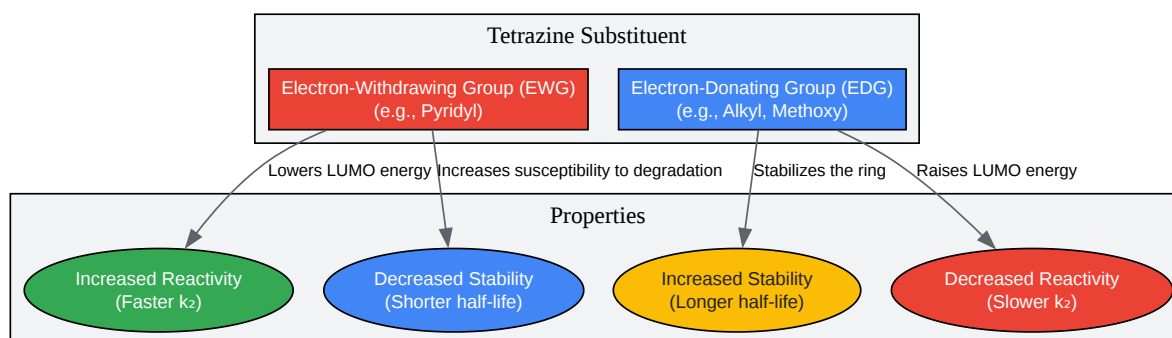 Tetrazine Substituent
Electron-Withdrawing Group (EWG)
(e.g., Pyridyl)
Electron-Donating Group (EDG)
(e.g., Alkyl, Methoxy)
Lowers LUMO energy
Increases susceptibility to degradation
Stabilizes the ring
Raises LUMO energy
Properties
Increased Reactivity
(Faster k₂)
Decreased Stability
(Shorter half-life)
Increased Stability
(Longer half-life)
Decreased Reactivity
(Slower k₂)